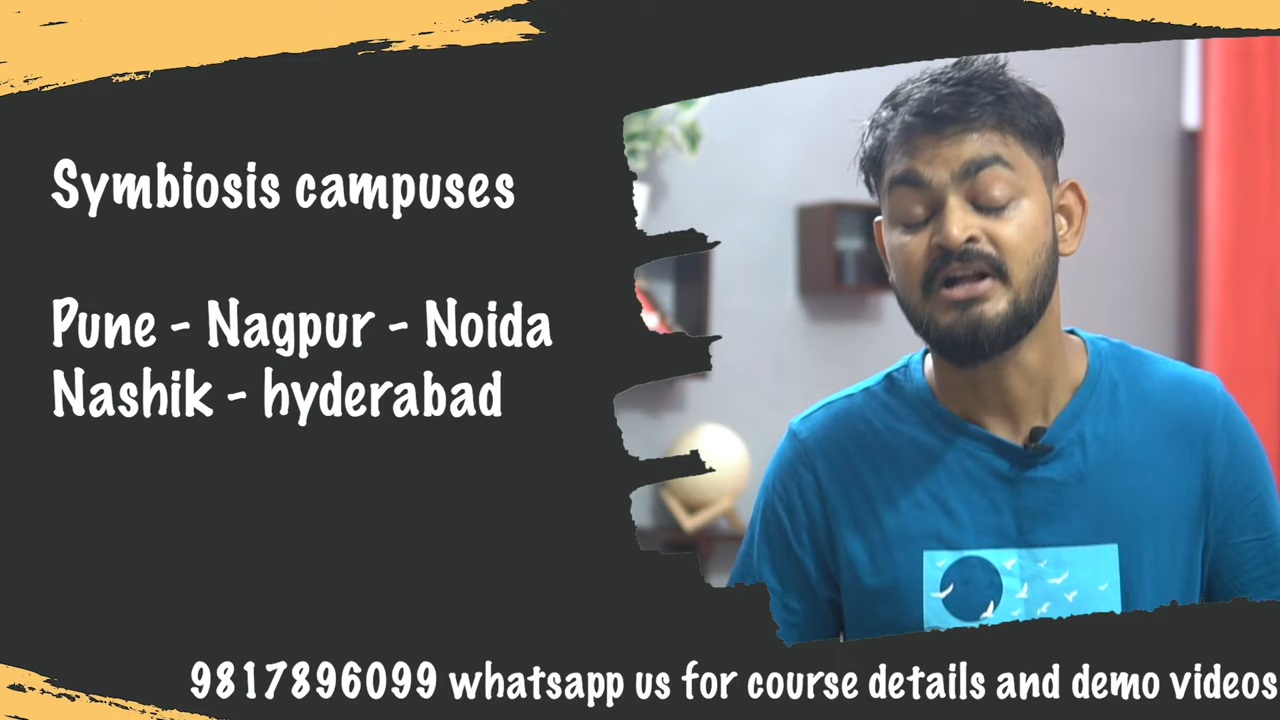 Symbiosis campuses
Pune - Nagpur - Noida
Nashik - hyderabad
9817896099 whatsapp us for course details and demo videos